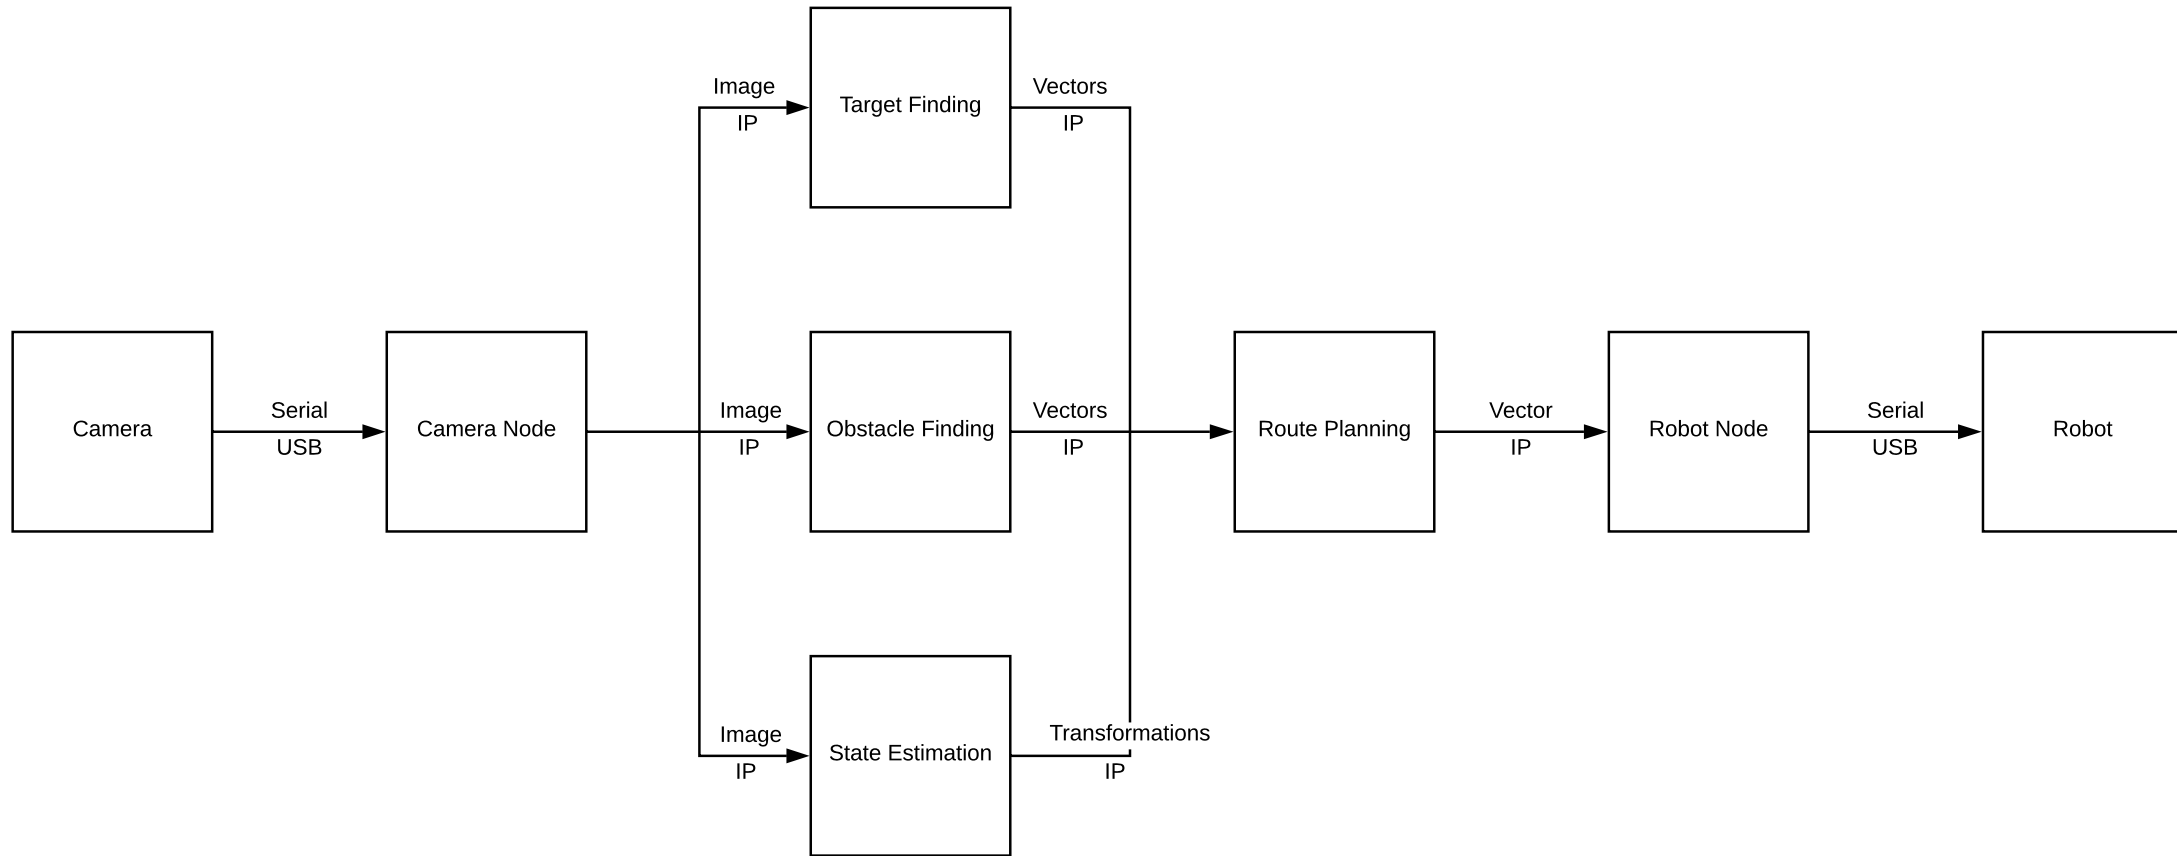 Image
IP
Target Finding
Vectors
IP
Camera
Serial
USB
Camera Node
Image
IP
Obstacle Finding
Vectors
IP
Route Planning
Vector
IP
Robot Node
Serial
USB
Robot
Image
IP
State Estimation
Transformations
IP